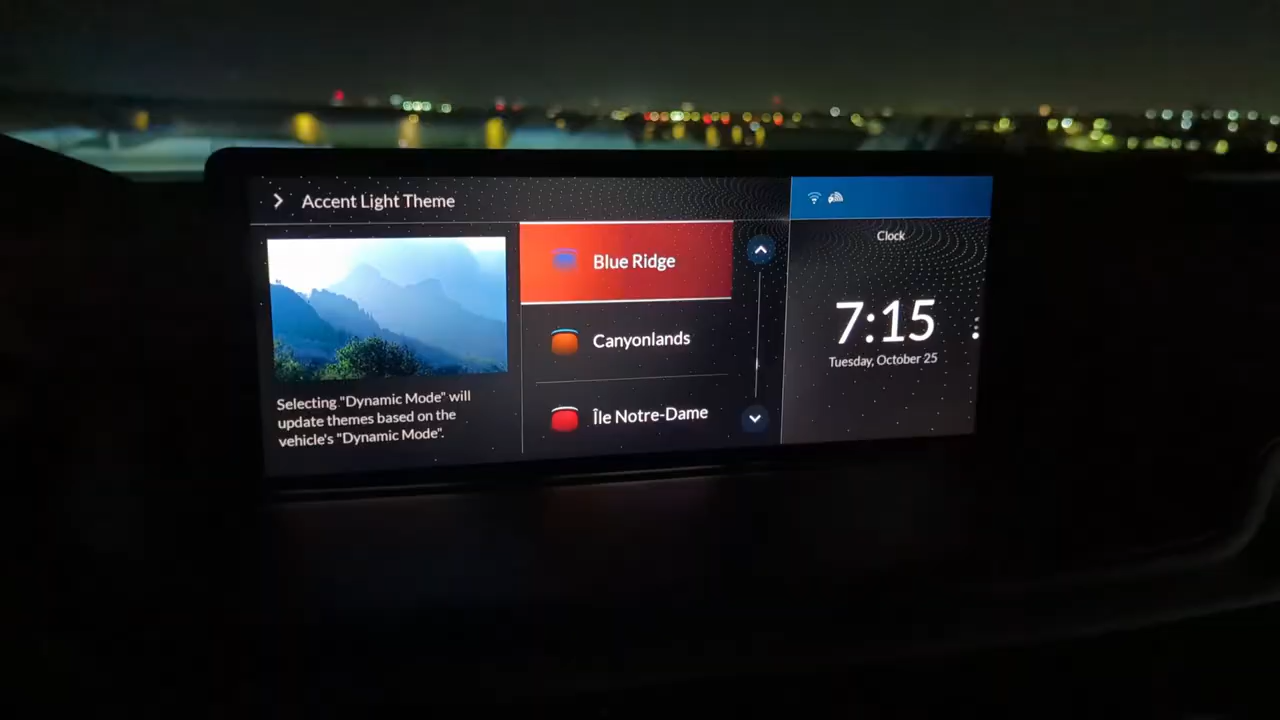 Accent Light Theme
Selecting "Dynamic Mode" will
update themes based on the
vehicle's "Dynamic Mode".
Blue Ridge
Canyonlands
Île Notre-Dame
Clock
7:15
Tuesday, October 25